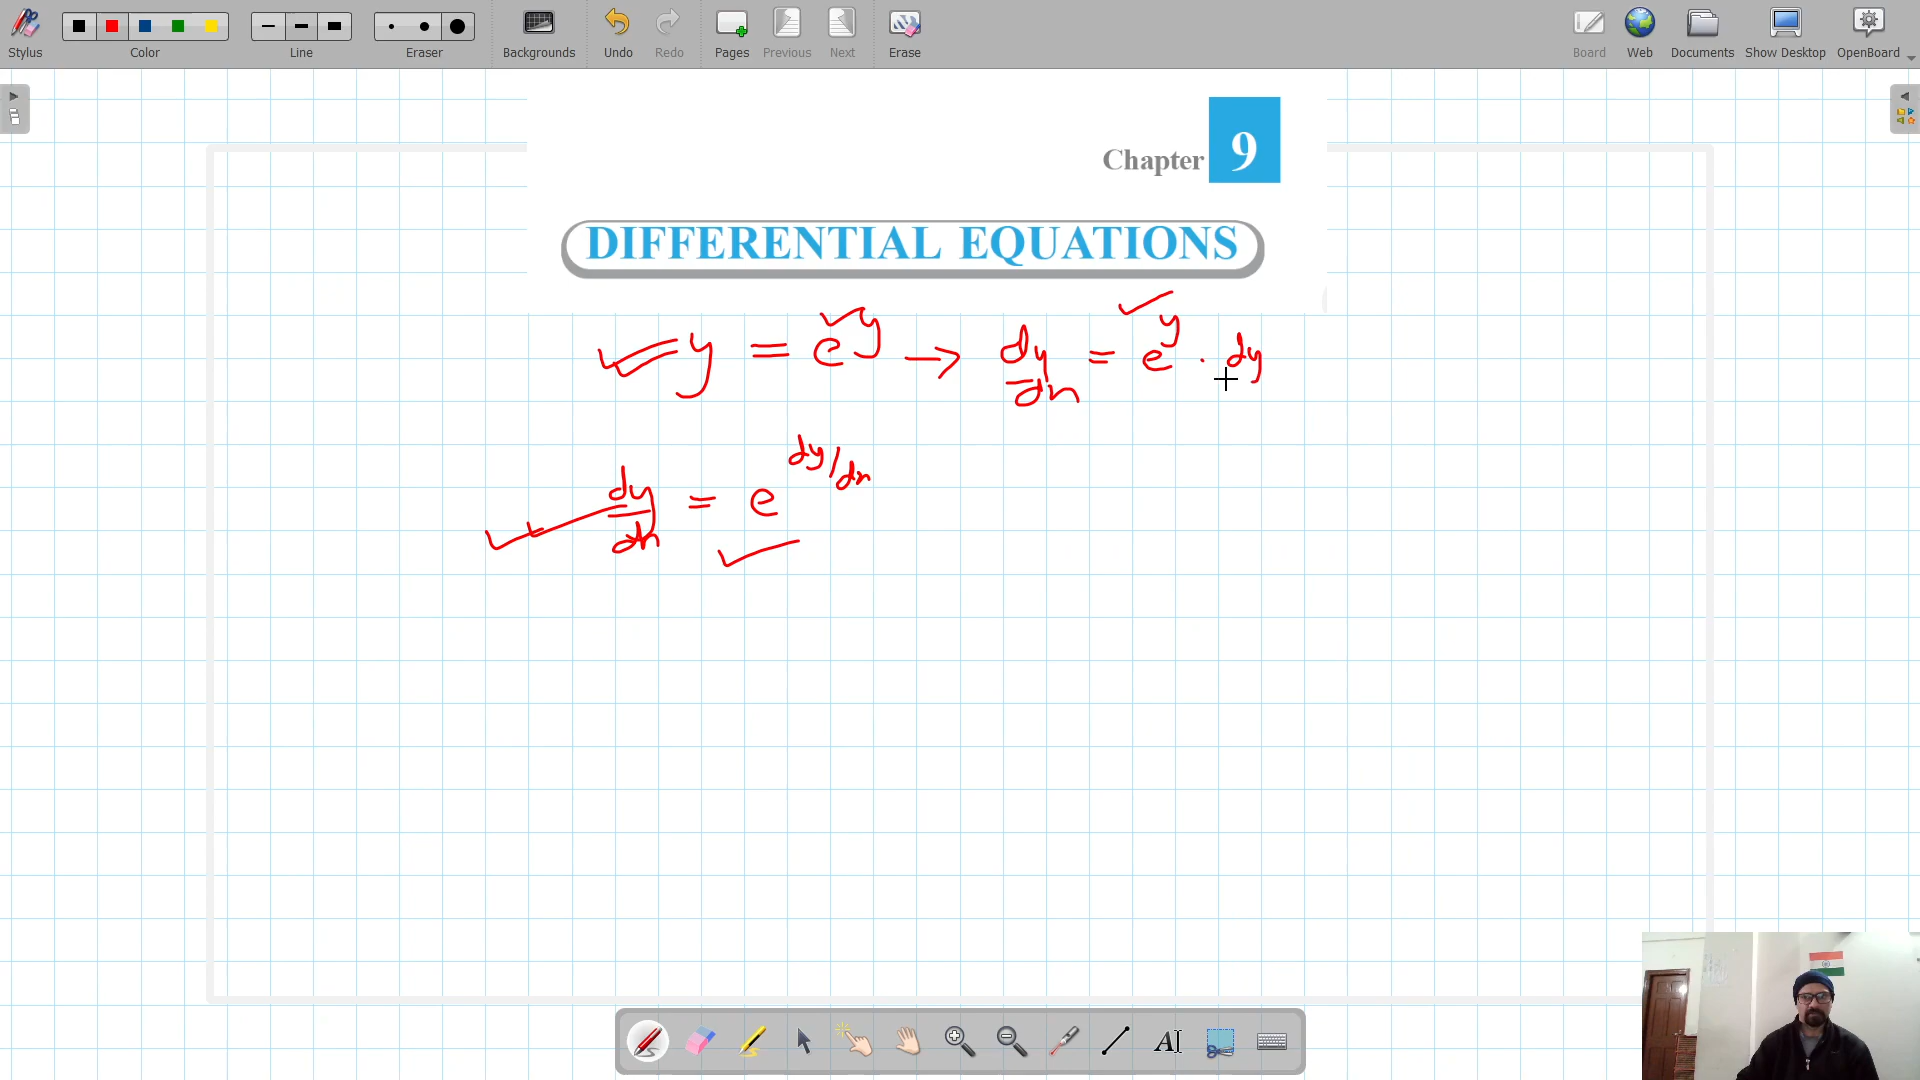 Stylus Color Line Eraser Backgrounds Undo Redo Pages Previous Next Erase Board Web Documents Show Desktop OpenBoard
Chapter 9
DIFFERENTIAL EQUATIONS
y = e^y → dy/dx = e^y · dy
dy/dx = e^dy/dx